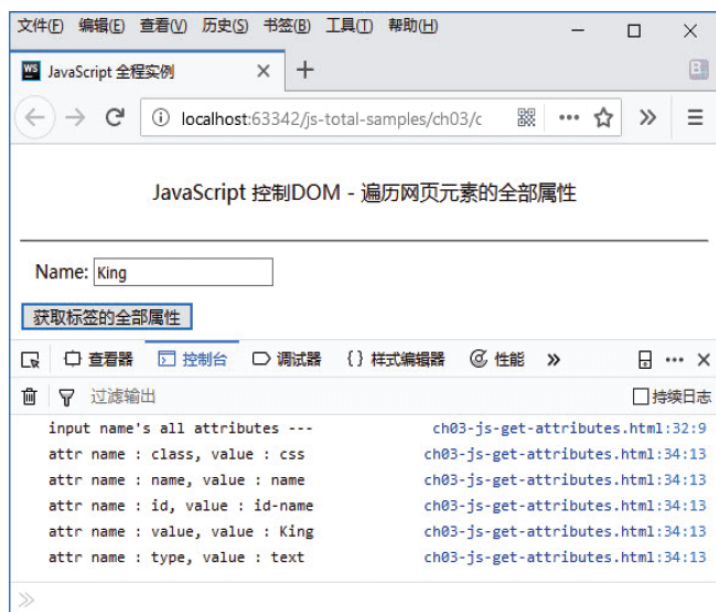 文件(F) 编辑(E) 查看(V) 历史(S) 书签(B) 工具(T) 帮助(H)
WS JavaScript 全程实例
localhost:63342/js-total-samples/ch03/c
JavaScript 控制DOM - 遍历网页元素的全部属性
Name: King
获取标签的全部属性
查看器 控制台 调试器 {} 样式编辑器 性能 »
过滤输出 持续日志
input name's all attributes --- ch03-js-get-attributes.html:32:9
attr name : class, value : css ch03-js-get-attributes.html:34:13
attr name : name, value : name ch03-js-get-attributes.html:34:13
attr name : id, value : id-name ch03-js-get-attributes.html:34:13
attr name : value, value : King ch03-js-get-attributes.html:34:13
attr name : type, value : text ch03-js-get-attributes.html:34:13